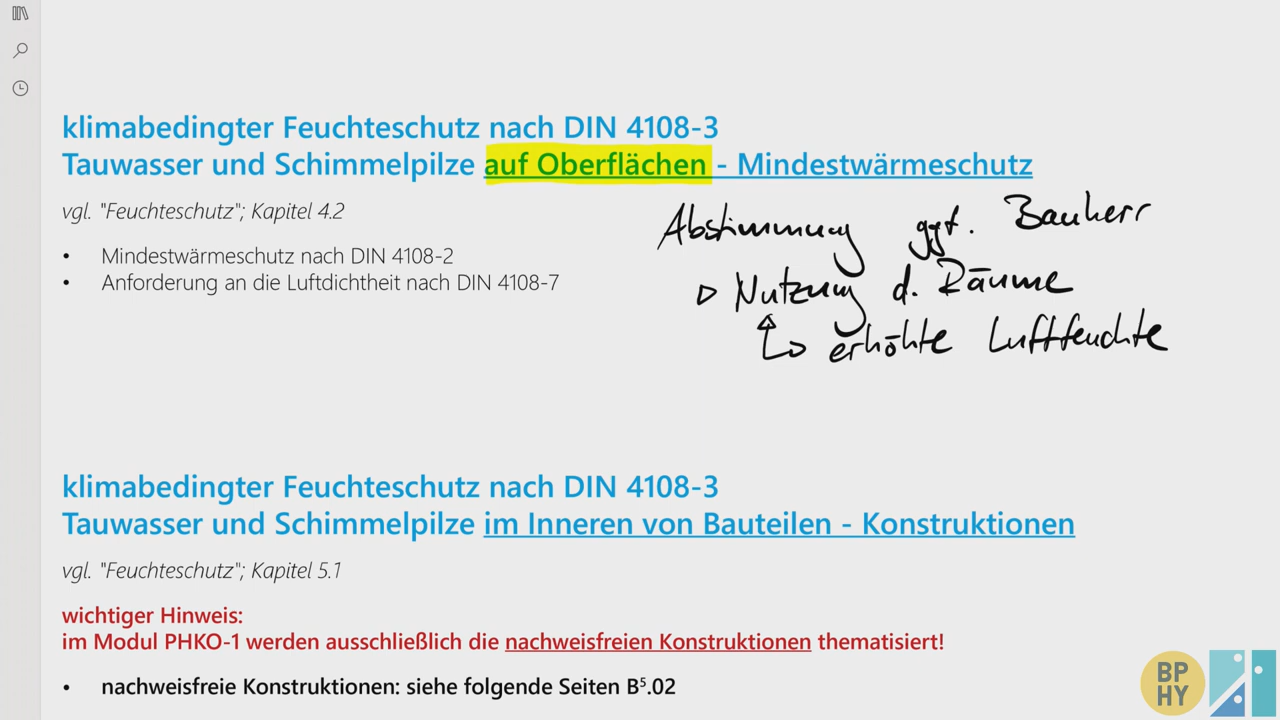 klimabedingter Feuchteschutz nach DIN 4108-3
Tauwasser und Schimmelpilze auf Oberflächen - Mindestwärmeschutz
vgl. "Feuchteschutz"; Kapitel 4.2
• Mindestwärmeschutz nach DIN 4108-2
• Anforderung an die Luftdichtheit nach DIN 4108-7
Abstimmung ggf. Bauherr
▷ Nutzung d. Räume
↳ erhöhte Luftfeuchte
klimabedingter Feuchteschutz nach DIN 4108-3
Tauwasser und Schimmelpilze im Inneren von Bauteilen - Konstruktionen
vgl. "Feuchteschutz"; Kapitel 5.1
wichtiger Hinweis:
im Modul PHKO-1 werden ausschließlich die nachweisfreien Konstruktionen thematisiert!
• nachweisfreie Konstruktionen: siehe folgende Seiten B⁵.02
BP
HY